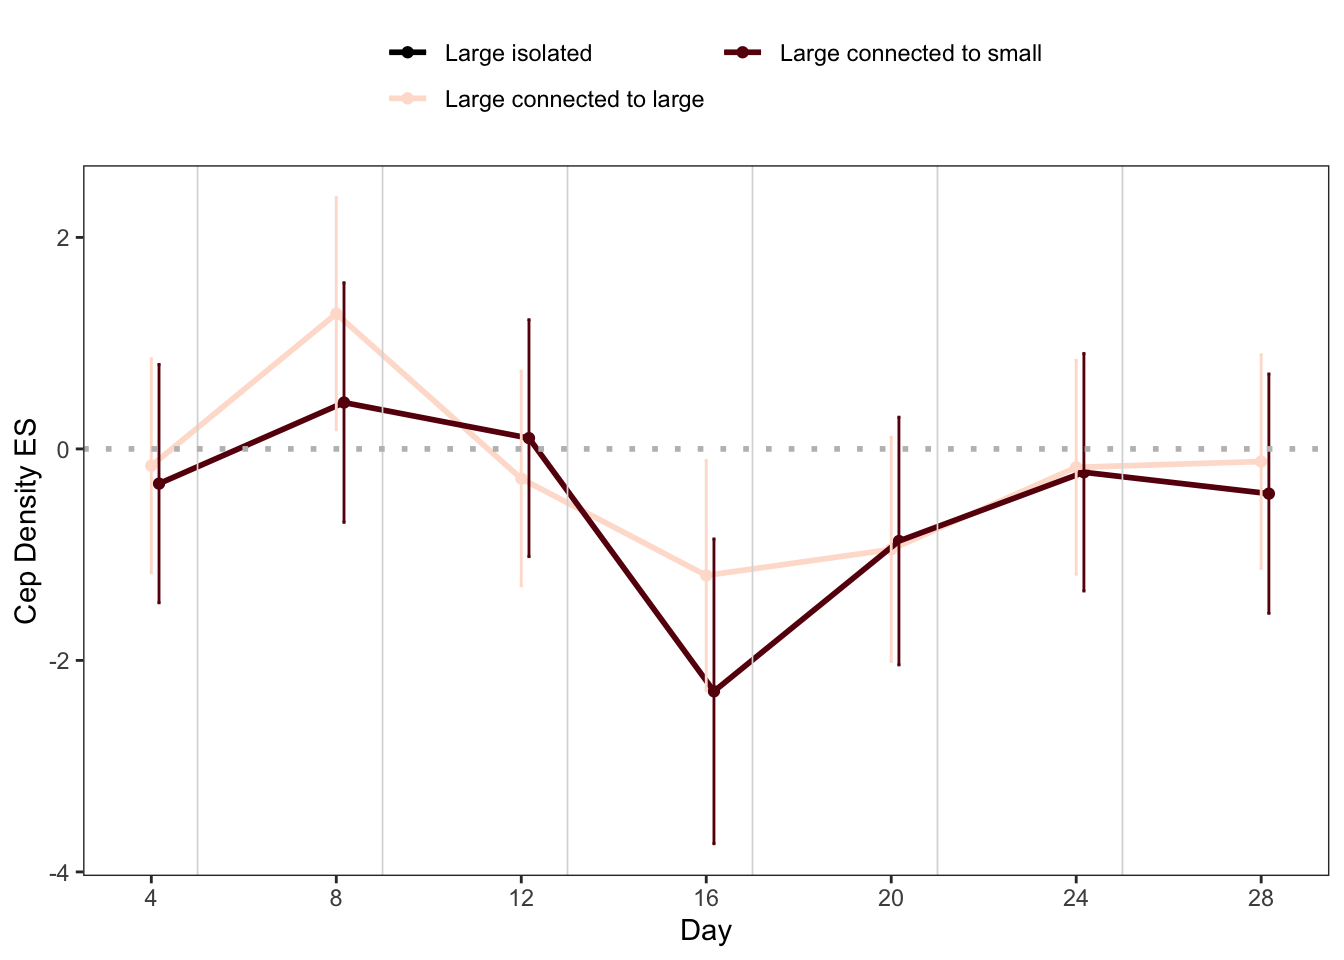 Large isolated
Large connected to small
Large connected to large
2
0
-2
-4
Cep Density ES
4 8 12 16 20 24 28
Day